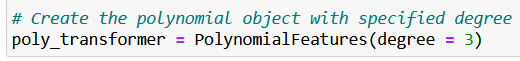 # Create the polynomial object with specified degree
poly_transformer = PolynomialFeatures(degree = 3)